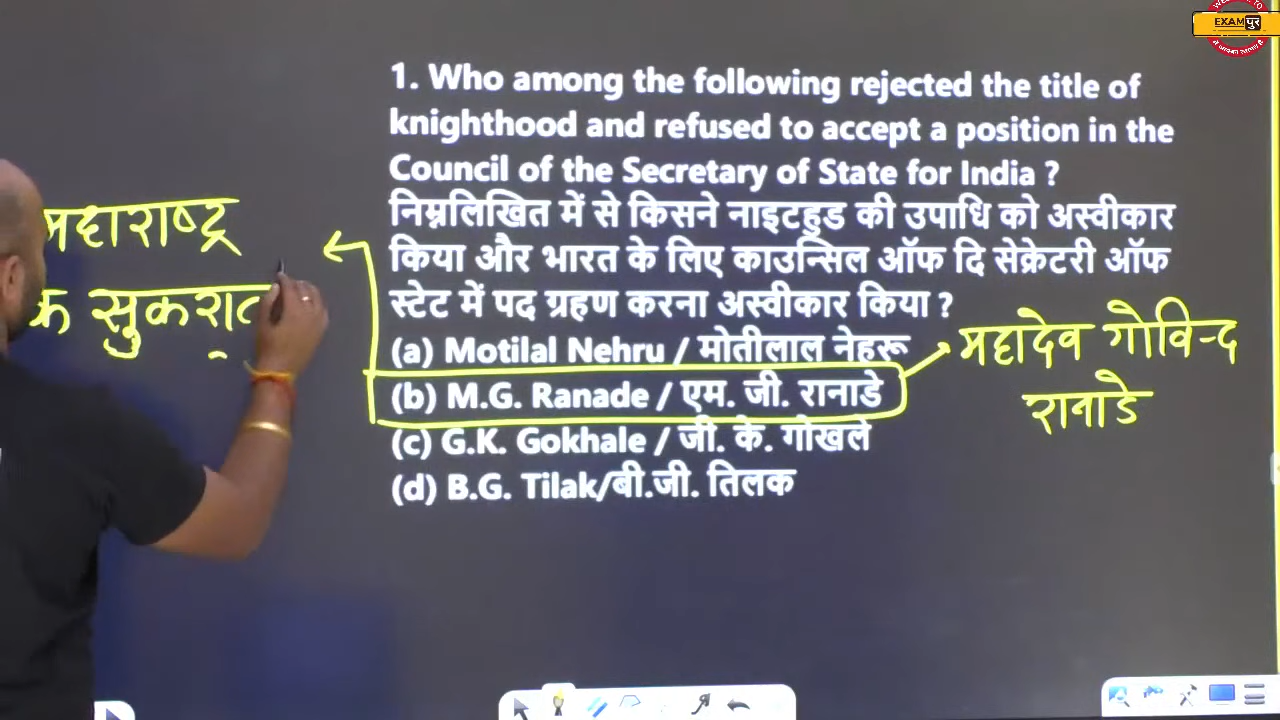 EXAMपुर
1. Who among the following rejected the title of
knighthood and refused to accept a position in the
Council of the Secretary of State for India ?
निम्नलिखित में से किसने नाइटहुड की उपाधि को अस्वीकार
किया और भारत के लिए काउन्सिल ऑफ दि सेक्रेटरी ऑफ
स्टेट में पद ग्रहण करना अस्वीकार किया ?
(a) Motilal Nehru / मोतीलाल नेहरू
(b) M.G. Ranade / एम. जी. रानाडे
(c) G.K. Gokhale / जी. के. गोखले
(d) B.G. Tilak/बी.जी. तिलक
महाराष्ट्र
सुकरात
महादेव गोविन्द
रानाडे